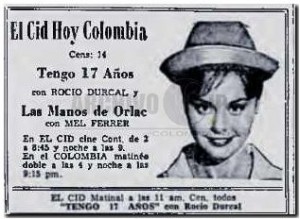 El Cid Hoy Colombia
Cens: 14
Tengo 17 Años
con ROCIO DURCAL y
Las Manos de Orlac
con MEL FERRER
En EL CID cine Cont. de 2
a 8:45 y noche a las 9.
En el COLOMBIA matinée
doble a las 4 y noche a las
9:15 pm.
EL CID Matinal a las 11 am. Cen. todos
"TENGO 17 AÑOS" con Rocío Durcal